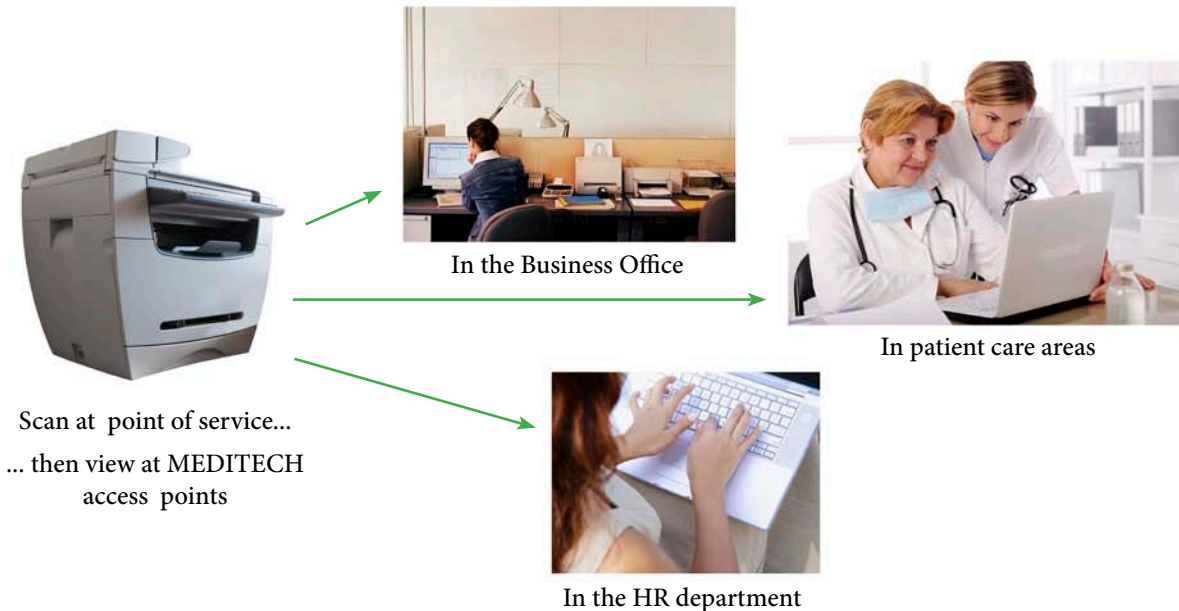 In the Business Office
In patient care areas
Scan at point of service...
... then view at MEDITECH
access points
In the HR department